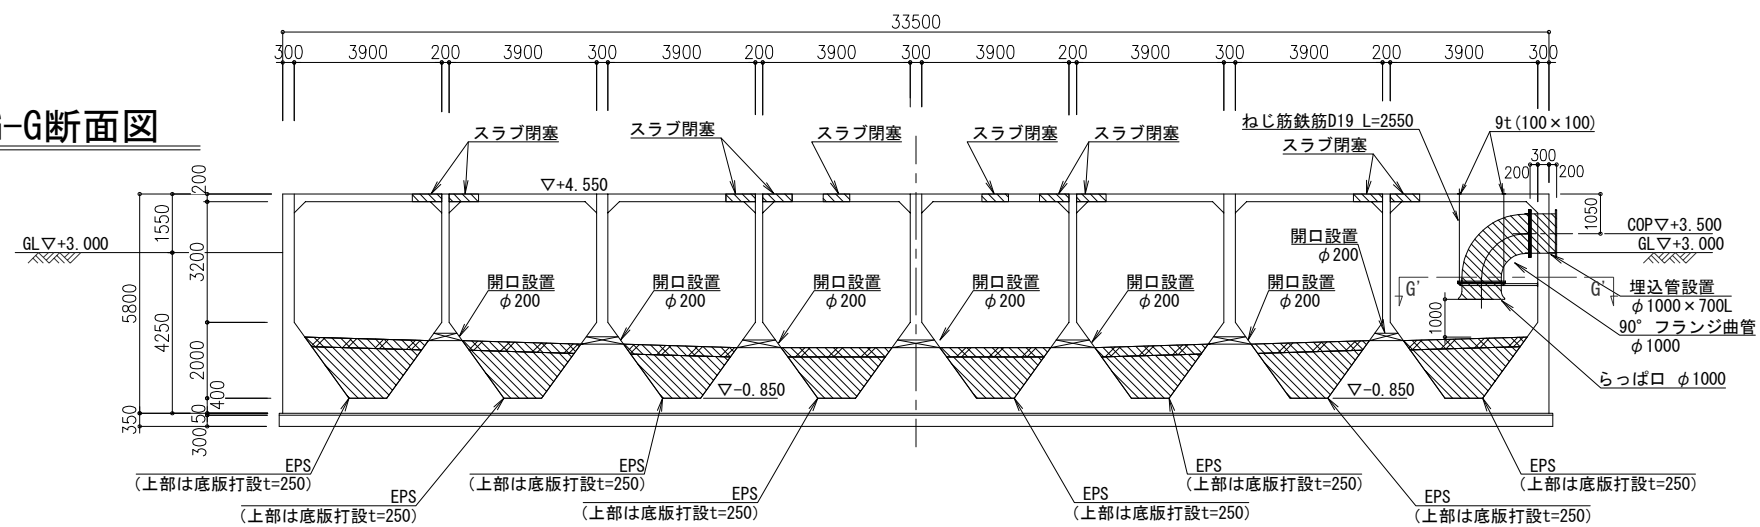 33500
300 3900 200 3900 300 3900 200 3900 300 3900 200 3900 300 3900 200 3900 300
G-G断面図
スラブ閉塞
スラブ閉塞
スラブ閉塞
スラブ閉塞
スラブ閉塞
ねじ筋鉄筋D19 L=2550
9t(100×100)
スラブ閉塞
300
200 200
200
▽+4.550
1550
1050
COP▽+3.500
GL▽+3.000
GL▽+3.000
3200
5800
4250
開口設置
φ200
開口設置
φ200
開口設置
φ200
開口設置
φ200
開口設置
φ200
開口設置
φ200
開口設置
φ200
G'
G'
埋込管設置
φ1000×700L
1000
90° フランジ曲管
φ1000
らっぱ口 φ1000
2000
400
▽-0.850
▽-0.850
350
50
300
EPS
(上部は底版打設t=250)
EPS
(上部は底版打設t=250)
EPS
(上部は底版打設t=250)
EPS
(上部は底版打設t=250)
EPS
(上部は底版打設t=250)
EPS
(上部は底版打設t=250)
EPS
(上部は底版打設t=250)
EPS
(上部は底版打設t=250)